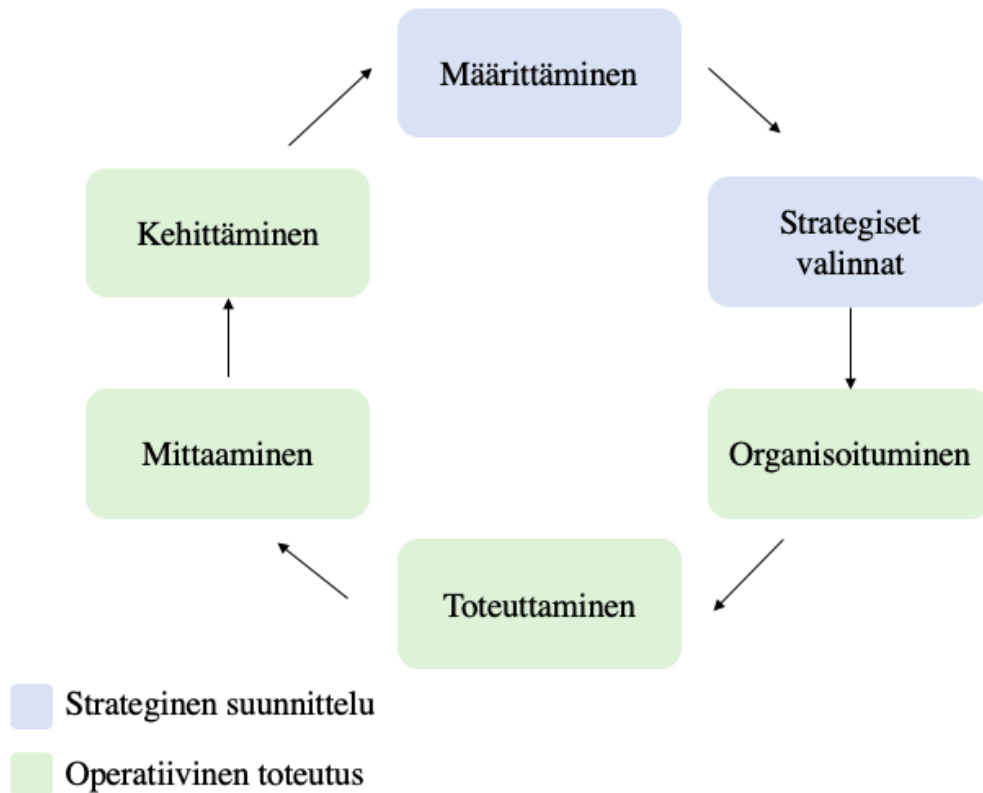 Määrittäminen
Strategiset
valinnat
Organisoituminen
Toteuttaminen
Mittaaminen
Kehittäminen
Strateginen suunnittelu
Operatiivinen toteutus